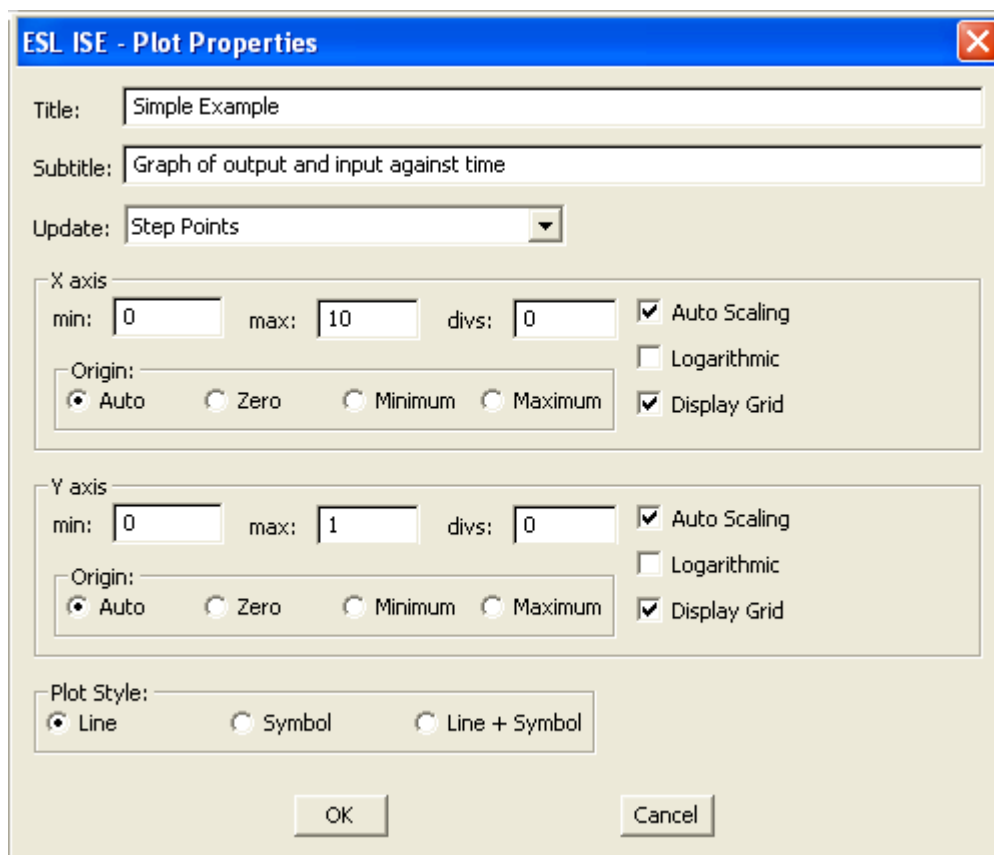 ESL ISE - Plot Properties
Title: Simple Example
Subtitle: Graph of output and input against time
Update: Step Points
X axis
min: 0 max: 10 divs: 0 Auto Scaling
Logarithmic
Origin:
Auto Zero Minimum Maximum Display Grid
Y axis
min: 0 max: 1 divs: 0 Auto Scaling
Logarithmic
Origin:
Auto Zero Minimum Maximum Display Grid
Plot Style:
Line Symbol Line + Symbol
OK Cancel